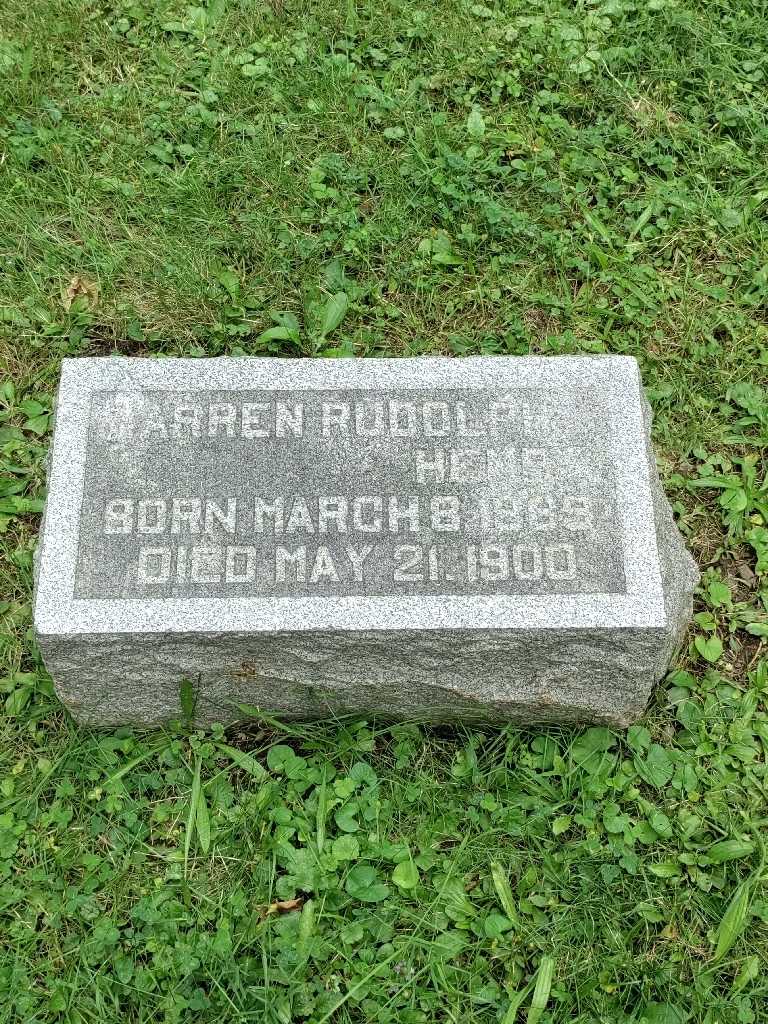 WARREN RUDOLPH
BORN MARCH 8
DIED MAY 21. 1900